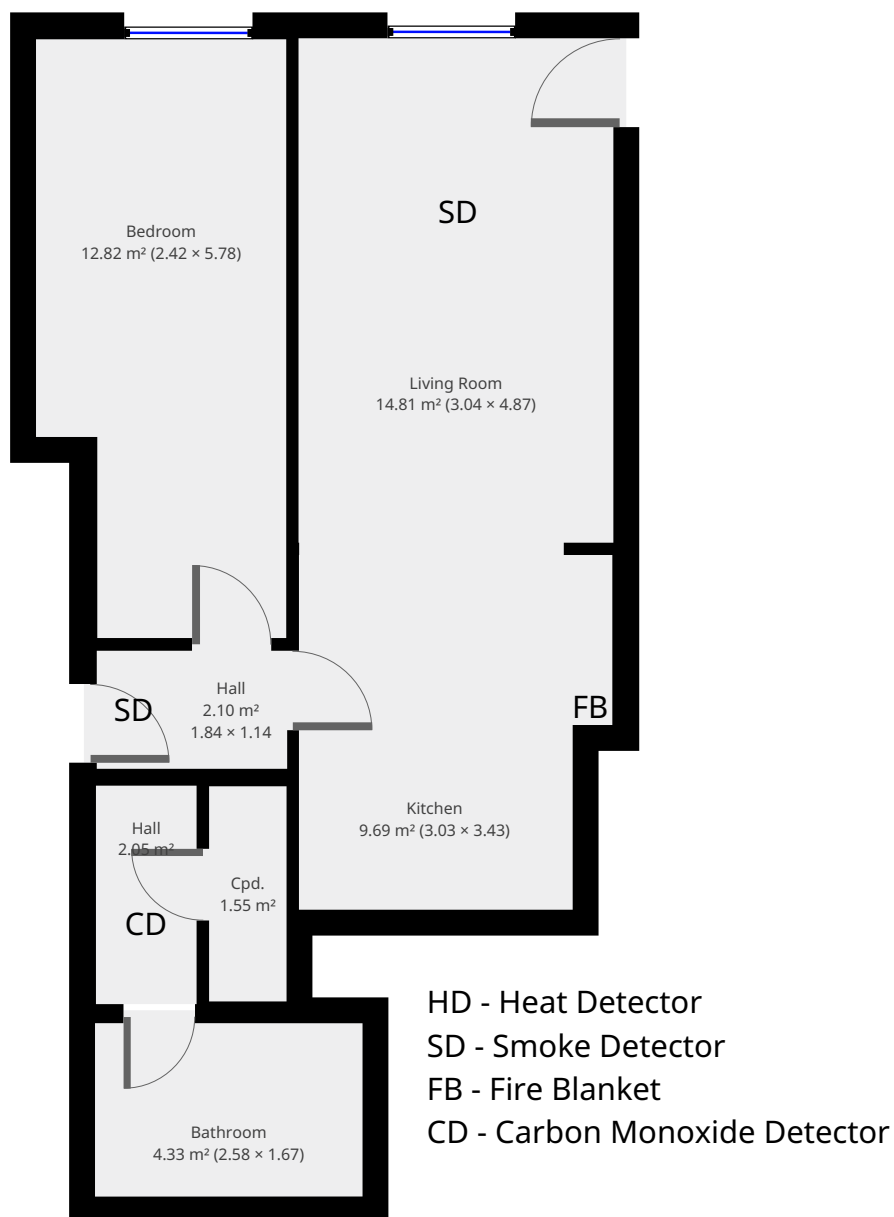 SD
Bedroom
12.82 m² (2.42 × 5.78)
Living Room
14.81 m² (3.04 × 4.87)
Hall
2.10 m²
1.84 × 1.14
SD
FB
Kitchen
9.69 m² (3.03 × 3.43)
Hall
2.05 m²
Cpd.
1.55 m²
CD
HD - Heat Detector
SD - Smoke Detector
FB - Fire Blanket
CD - Carbon Monoxide Detector
Bathroom
4.33 m² (2.58 × 1.67)